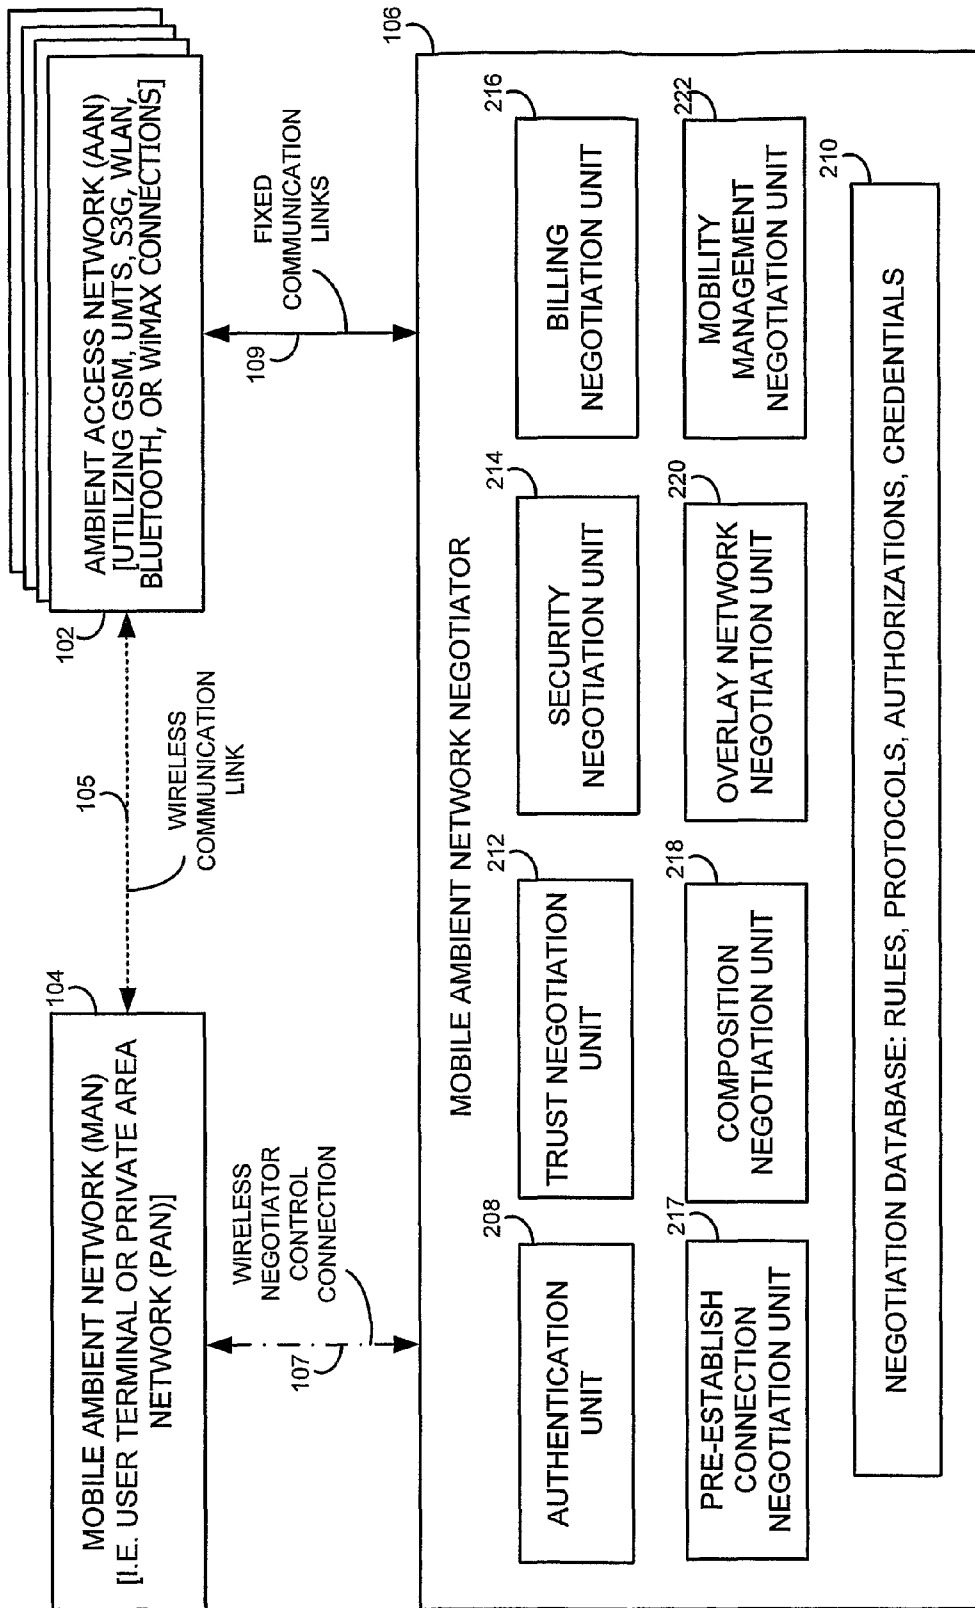 MOBILE AMBIENT NETWORK (MAN)
[I.E. USER TERMINAL OR PRIVATE AREA
NETWORK (PAN)]
104
105
WIRELESS
COMMUNICATION
LINK
AMBIENT ACCESS NETWORK (AAN)
[UTILIZING GSM, UMTS, S3G, WLAN,
BLUETOOTH, OR WiMAX CONNECTIONS]
102
107
WIRELESS
NEGOTIATOR
CONTROL
CONNECTION
109
FIXED
COMMUNICATION
LINKS
106
MOBILE AMBIENT NETWORK NEGOTIATOR
AUTHENTICATION
UNIT
208
TRUST NEGOTIATION
UNIT
212
SECURITY
NEGOTIATION UNIT
214
BILLING
NEGOTIATION UNIT
216
PRE-ESTABLISH
CONNECTION
NEGOTIATION UNIT
217
COMPOSITION
NEGOTIATION UNIT
218
OVERLAY NETWORK
NEGOTIATION UNIT
220
MOBILITY
MANAGEMENT
NEGOTIATION UNIT
222
NEGOTIATION DATABASE: RULES, PROTOCOLS, AUTHORIZATIONS, CREDENTIALS
210